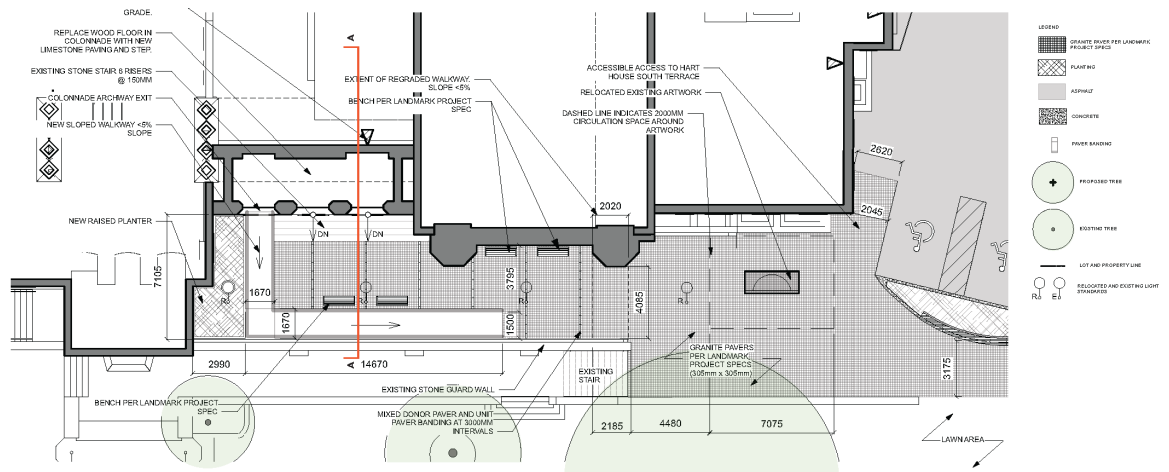 GRADE.
REPLACE WOOD FLOOR IN
COLONNADE WITH NEW
LIMESTONE PAVING AND STEP.
EXISTING STONE STAIR 6 RISERS
@ 150MM
COLONNADE ARCHWAY EXIT
NEW SLOPED WALKWAY <5%
SLOPE
NEW RAISED PLANTER
A
EXTENT OF REGRADED WALKWAY.
SLOPE <5%
BENCH PER LANDMARK PROJECT
SPEC
ACCESSIBLE ACCESS TO HART
HOUSE SOUTH TERRACE
RELOCATED EXISTING ARTWORK
DASHED LINE INDICATES 2000MM
CIRCULATION SPACE AROUND
ARTWORK
2620
2045
2020
DN
DN
7105
1670
1670
3795
1500
4085
R
R
R
A
2990
14670
GRANITE PAVERS
PER LANDMARK
PROJECT SPECS
(305mm x 305mm)
3175
EXISTING
STAIR
EXISTING STONE GUARD WALL
BENCH PER LANDMARK PROJECT
SPEC
MIXED DONOR PAVER AND UNIT
PAVER BANDING AT 3000MM
INTERVALS
2185
4480
7075
LAWN AREA
LEGEND
GRANITE PAVER PER LANDMARK
PROJECT SPECS
PLANTING
ASPHALT
CONCRETE
PAVER BANDING
PROPOSED TREE
EXISTING TREE
LOT AND PROPERTY LINE
R E
RELOCATED AND EXISTING LIGHT
STANDARDS